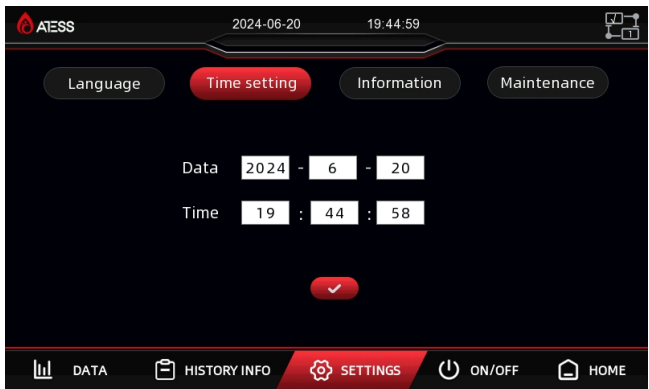 ATESS 2024-06-20 19:44:59
1
Language Time setting Information Maintenance
Data 2024 - 6 - 20
Time 19 : 44 : 58
DATA HISTORY INFO SETTINGS ON/OFF HOME